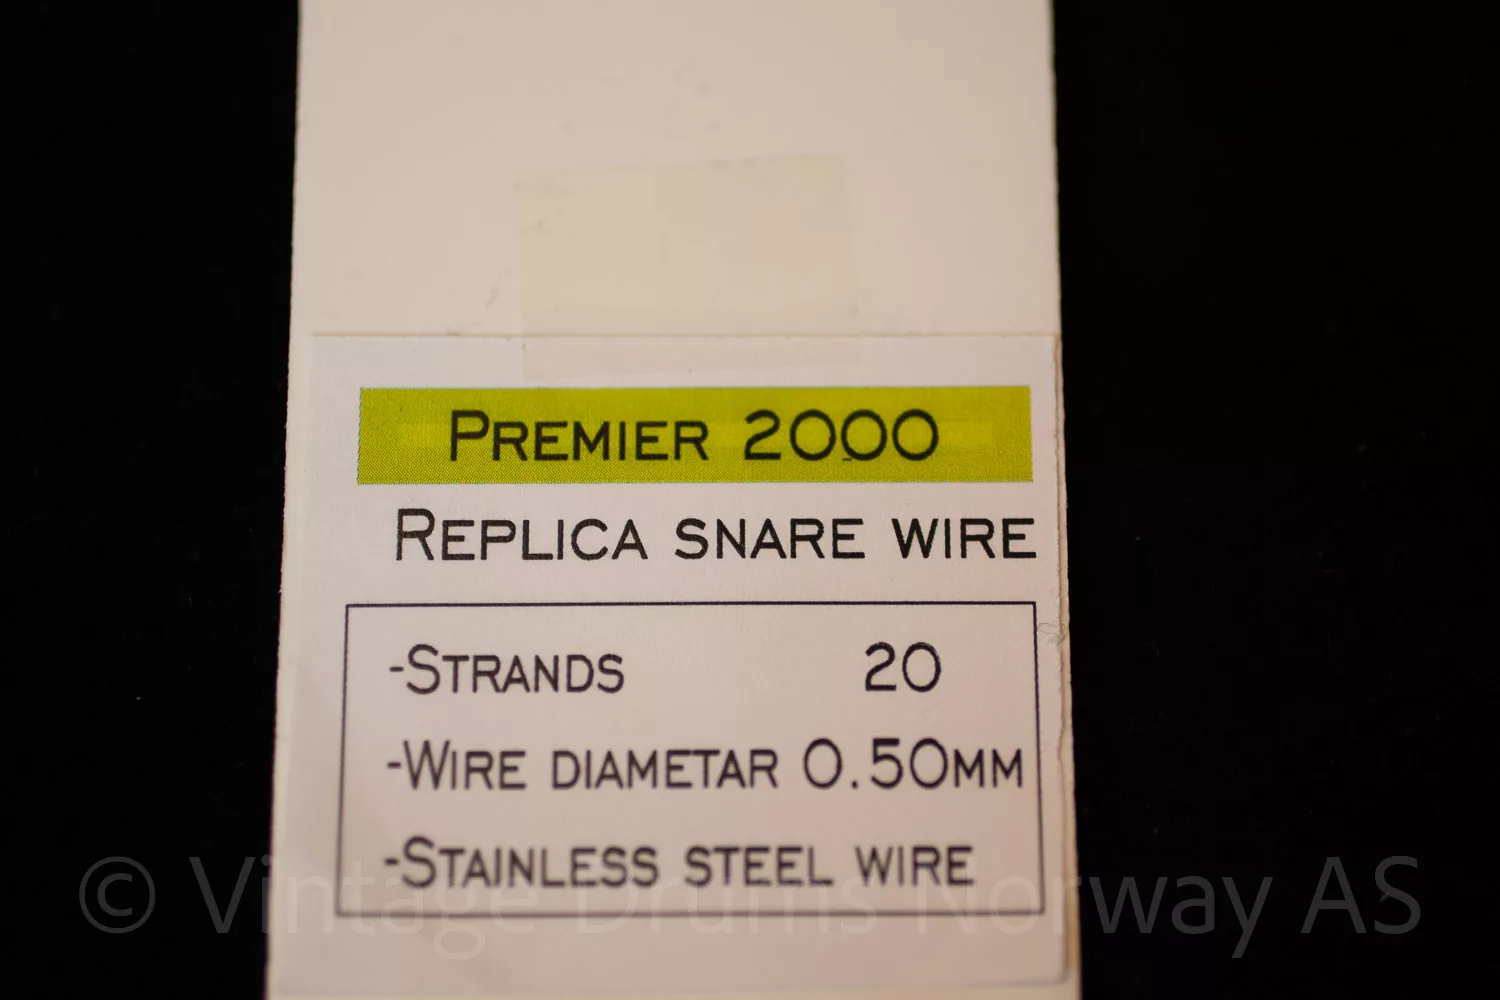 PREMIER 2000
REPLICA SNARE WIRE
-STRANDS 20
-WIRE DIAMETAR 0.50MM
-STAINLESS STEEL WIRE
© Vintage Drums Norway AS